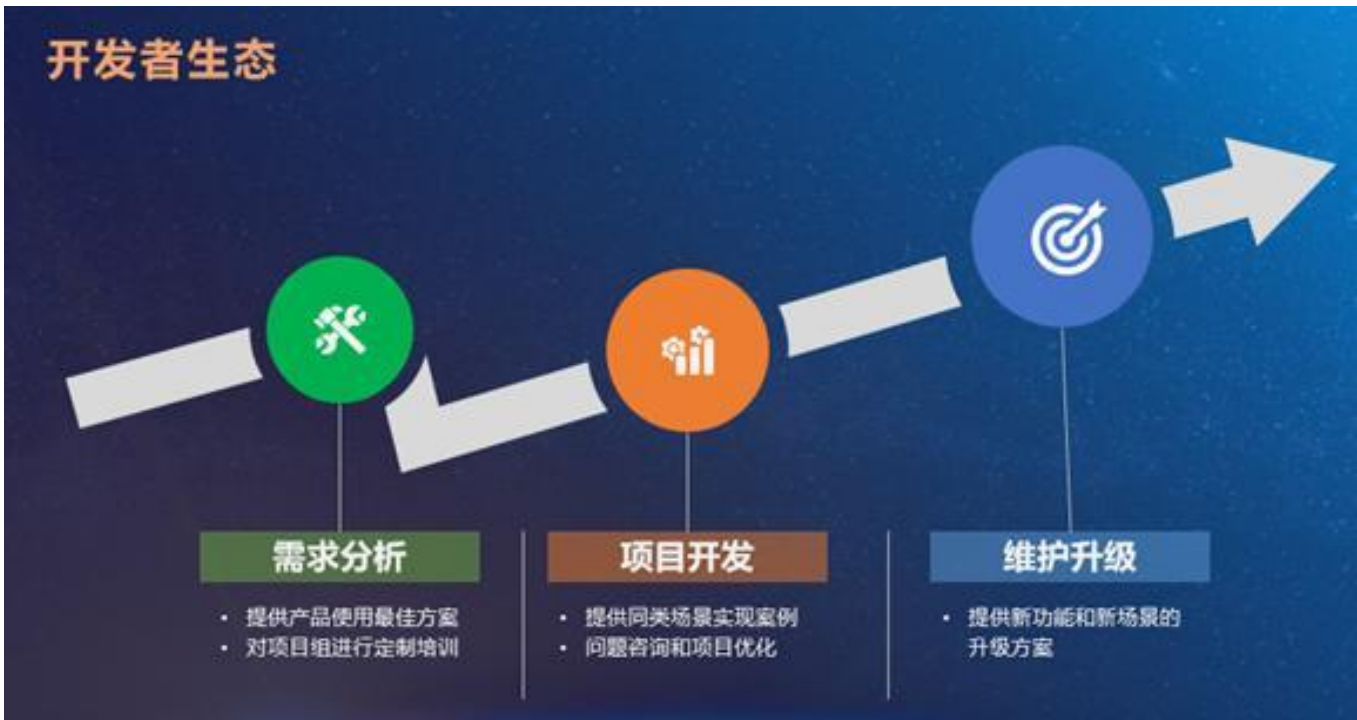 开发者生态
需求分析
• 提供产品使用最佳方案
• 对项目组进行定制培训
项目开发
• 提供同类场景实现案例
• 问题咨询和项目优化
维护升级
• 提供新功能和新场景的
升级方案